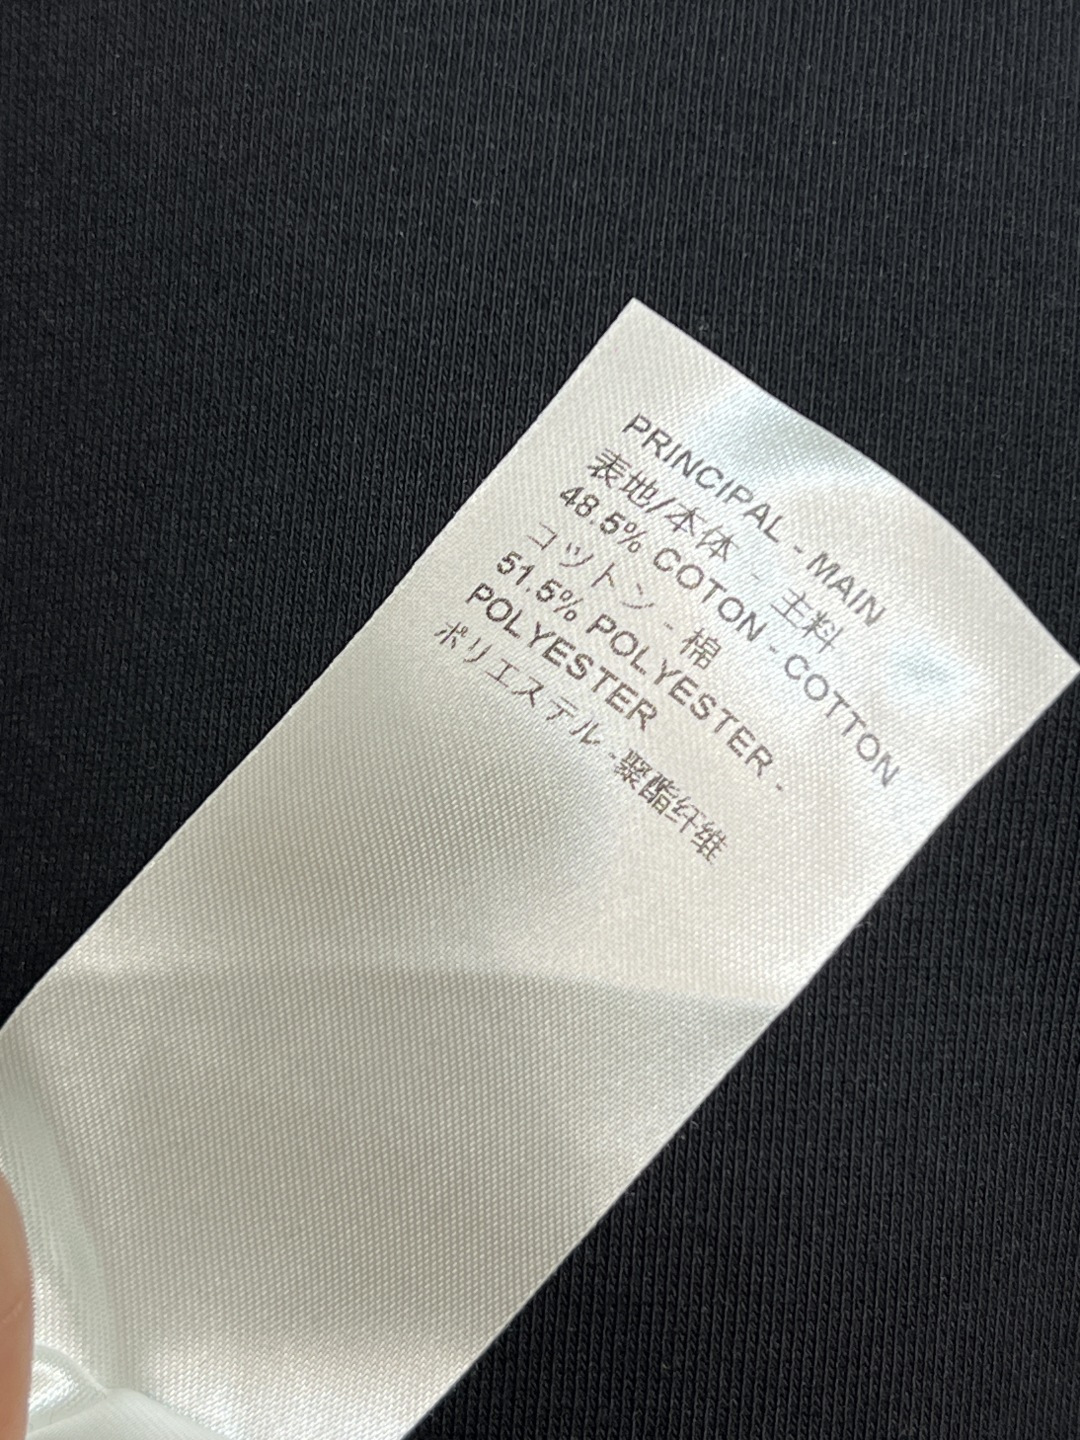 PRINCIPAL - MAIN
表地/本体 - 主料
48.5% COTON - COTTON
コットン - 棉
51.5% POLYESTER -
POLYESTER
ポリエステル - 聚酯纤维